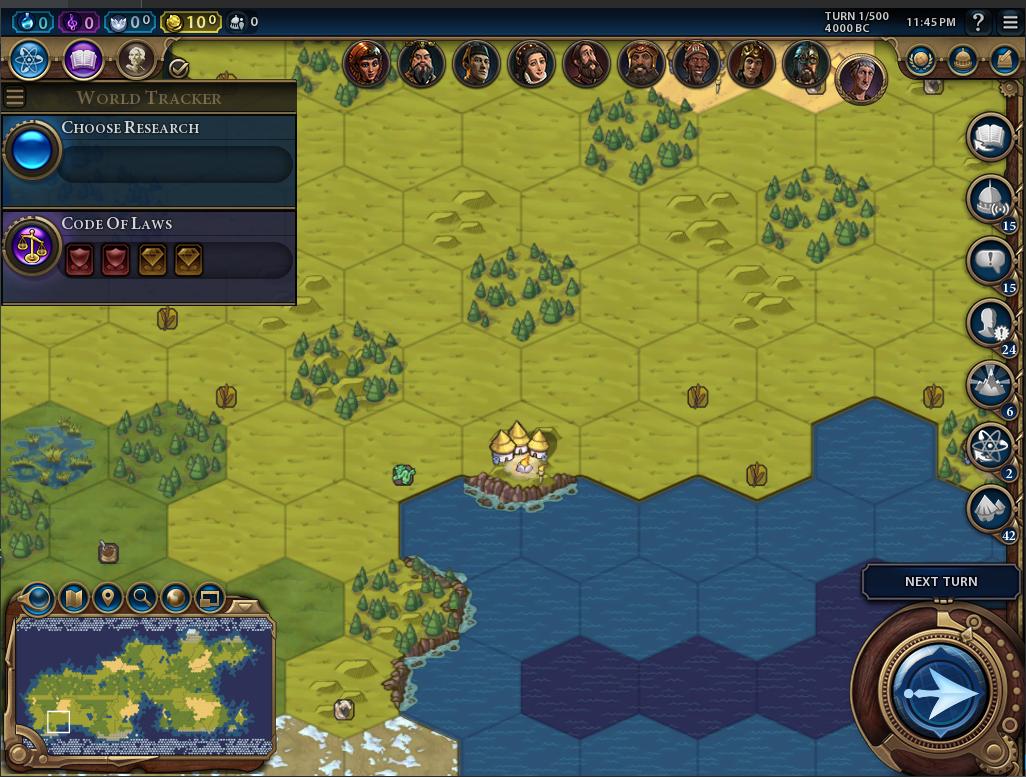 0 0 0⁰ 10⁰ 0
TURN 1/500
4000 BC
11:45 PM
?
WORLD TRACKER
CHOOSE RESEARCH
CODE OF LAWS
15
15
24
6
2
42
NEXT TURN